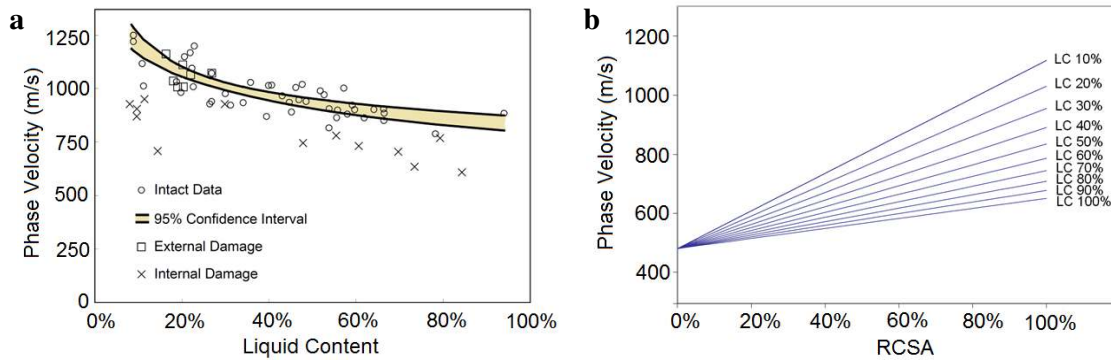 a
Phase Velocity (m/s)
1250
1000
750
500
250
0
Intact Data
95% Confidence Interval
External Damage
Internal Damage
0%
20%
40%
60%
80%
100%
Liquid Content
b
Phase Velocity (m/s)
1200
1000
800
600
400
LC 10%
LC 20%
LC 30%
LC 40%
LC 50%
LC 60%
LC 70%
LC 80%
LC 90%
LC 100%
0%
20%
40%
60%
80%
100%
RCSA